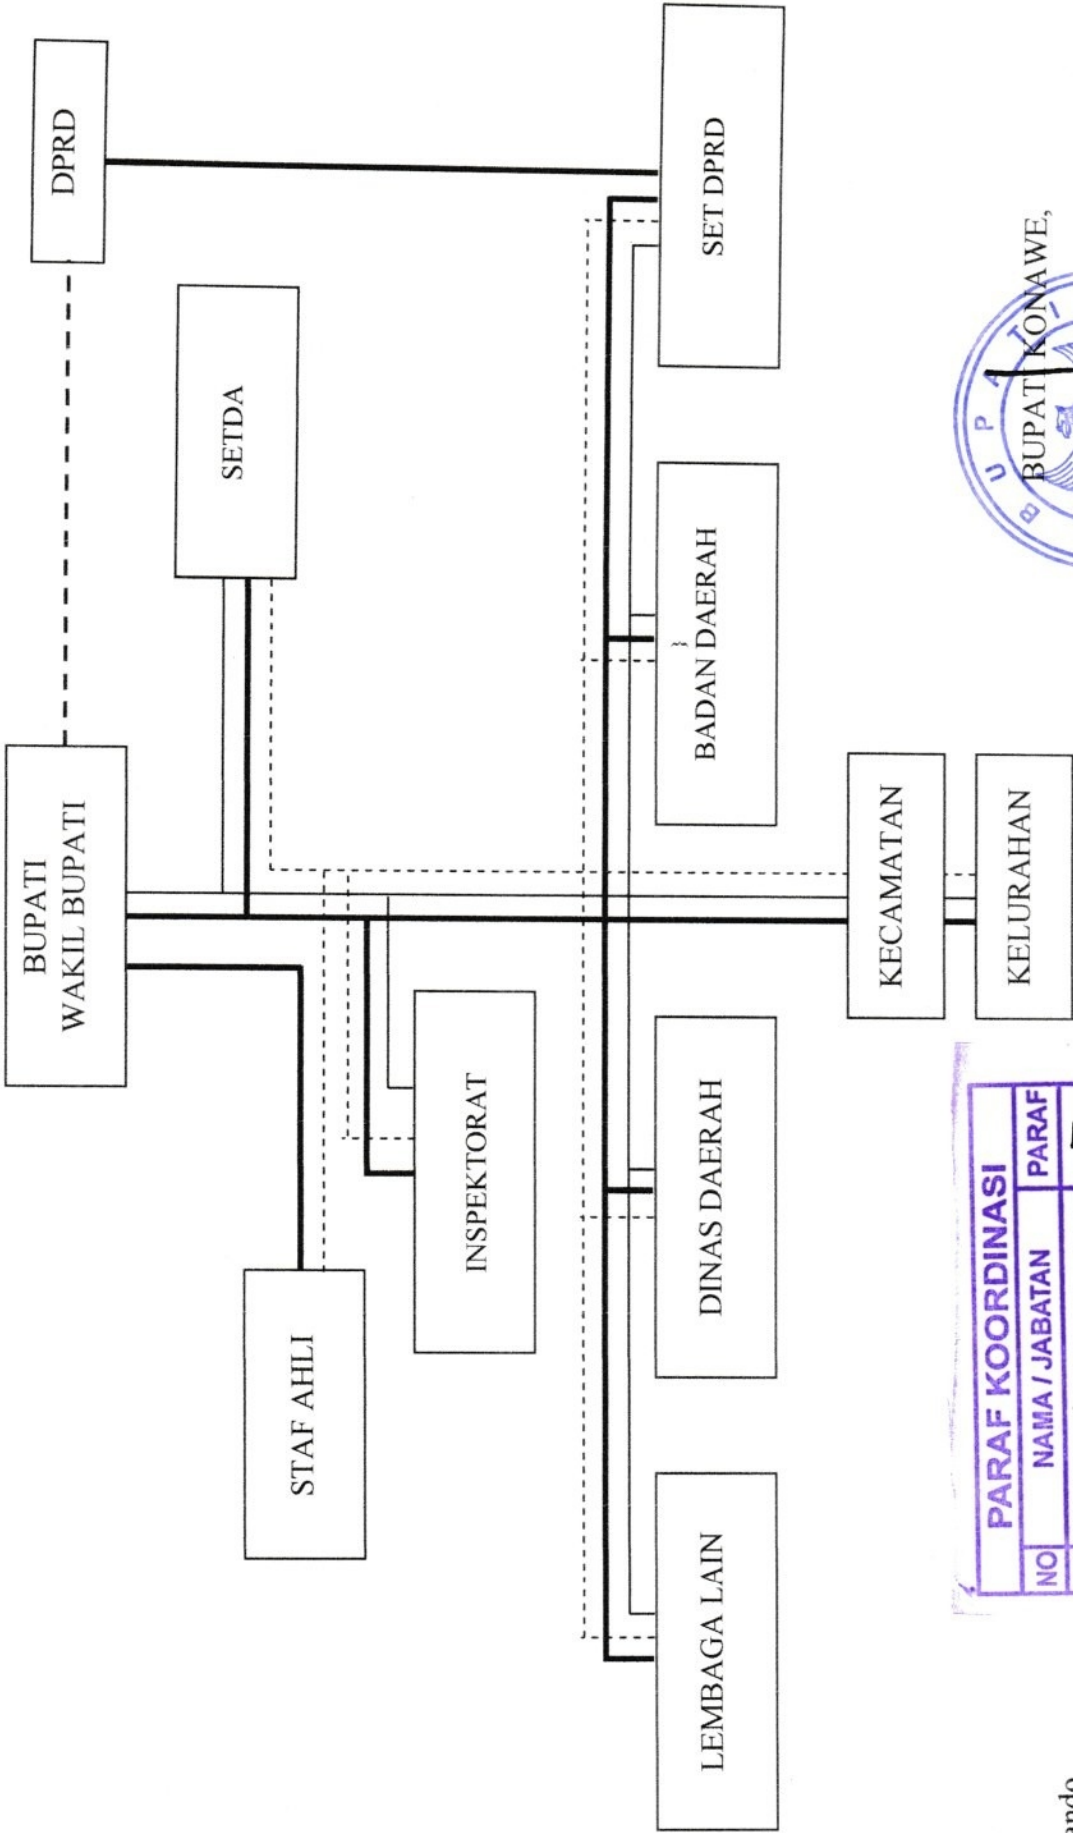 BUPATI
WAKIL BUPATI
DPRD
SETDA
STAF AHLI
INSPEKTORAT
LEMBAGA LAIN
DINAS DAERAH
BADAN DAERAH
SET DPRD
KECAMATAN
KELURAHAN
PARAF KOORDINASI
NO NAMA / JABATAN PARAF
BUPATI KONAWE,
BUPATI